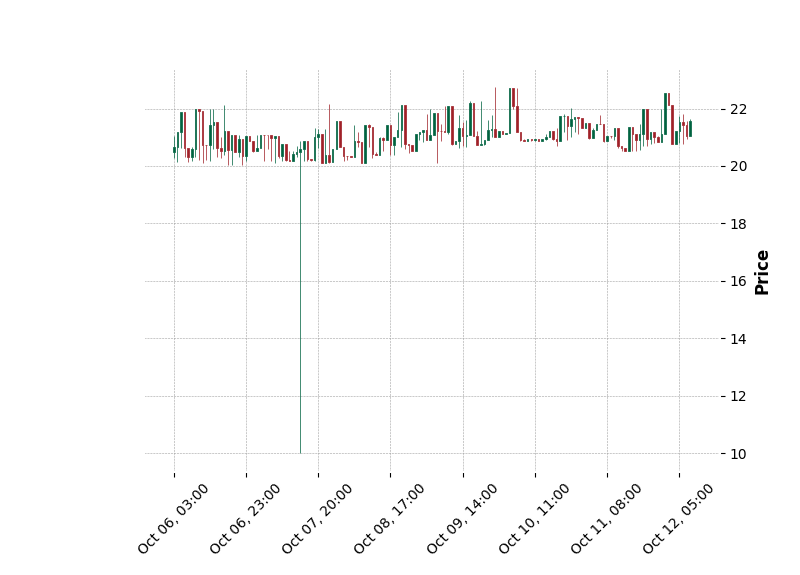 22
20
18
16
14
12
10
Price
Oct 06, 03:00
Oct 06, 23:00
Oct 07, 20:00
Oct 08, 17:00
Oct 09, 14:00
Oct 10, 11:00
Oct 11, 08:00
Oct 12, 05:00